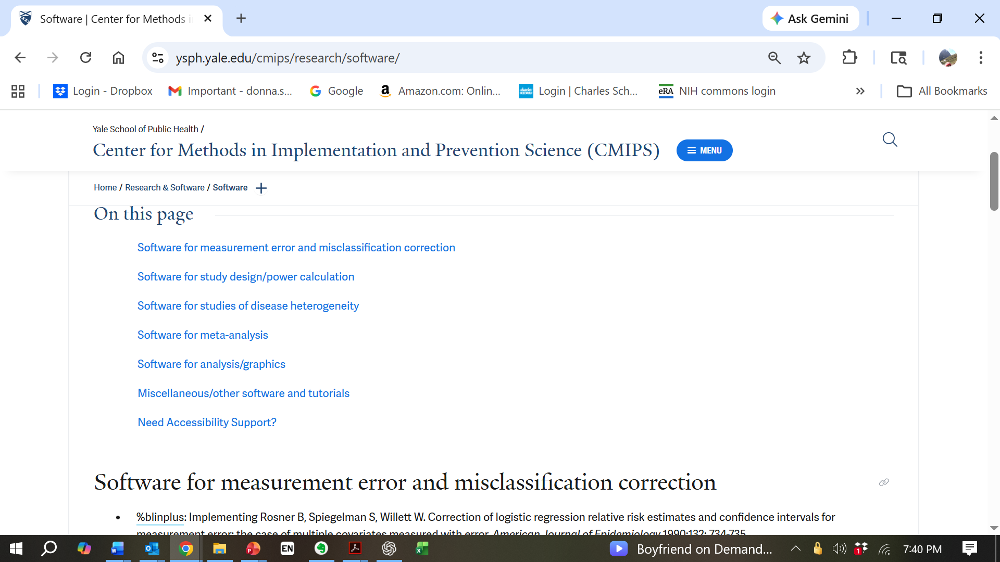 Software | Center for Methods i
Ask Gemini
ysph.yale.edu/cmips/research/software/
Login - Dropbox
Important - donna.s...
Google
Amazon.com: Onlin...
Login | Charles Sch...
eRA
NIH commons login
All Bookmarks
Yale School of Public Health /
Center for Methods in Implementation and Prevention Science (CMIPS)
MENU
Home / Research & Software / Software
On this page
Software for measurement error and misclassification correction
Software for study design/power calculation
Software for studies of disease heterogeneity
Software for meta-analysis
Software for analysis/graphics
Miscellaneous/other software and tutorials
Need Accessibility Support?
Software for measurement error and misclassification correction
• %blinplus: Implementing Rosner B, Spiegelman S, Willett W. Correction of logistic regression relative risk estimates and confidence intervals for
measurement error: the case of multiple covariates measured with error. American Journal of Epidemiology 1990;132: 734-735.
EN
Boyfriend on Demand...
1
7:40 PM